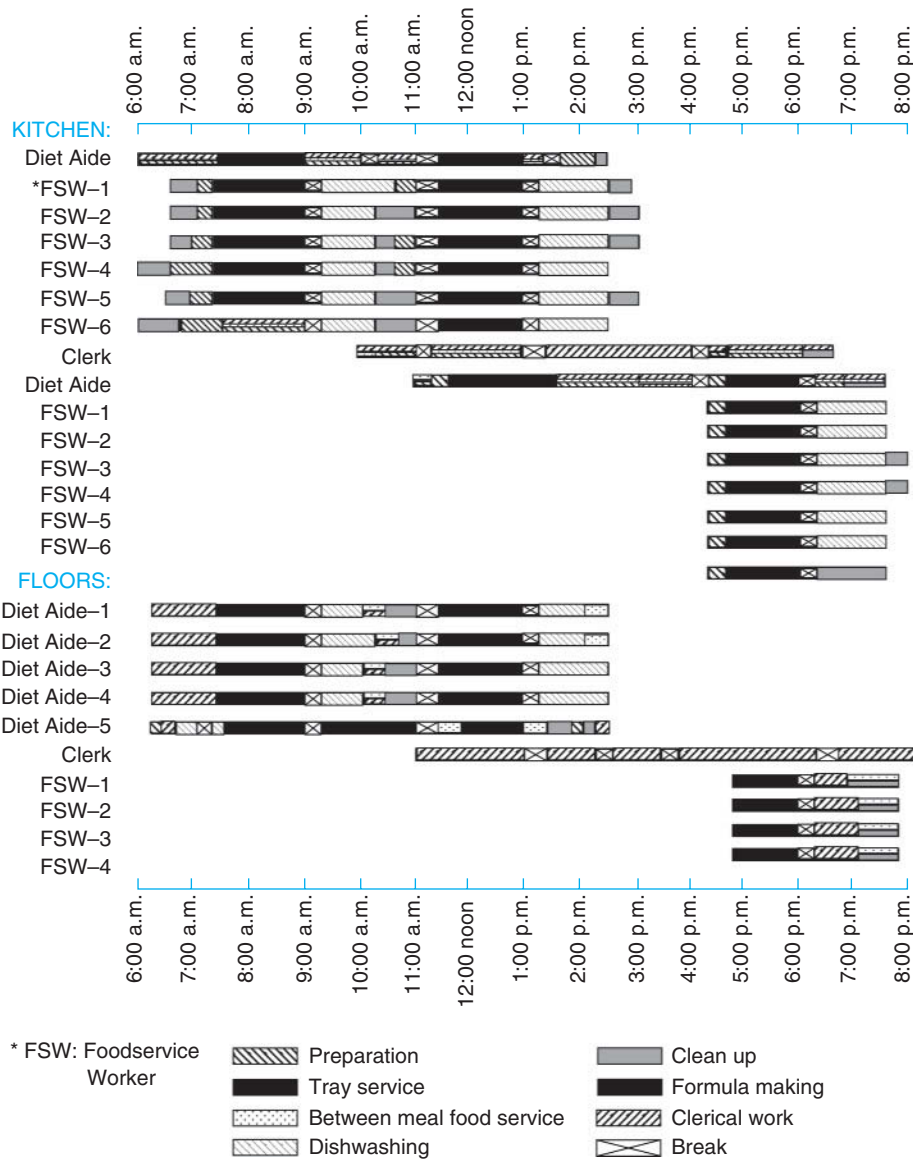 6:00 a.m.
7:00 a.m.
8:00 a.m.
9:00 a.m.
10:00 a.m.
11:00 a.m.
12:00 noon
1:00 p.m.
2:00 p.m.
3:00 p.m.
4:00 p.m.
5:00 p.m.
6:00 p.m.
7:00 p.m.
8:00 p.m.
KITCHEN:
Diet Aide
*FSW–1
FSW–2
FSW–3
FSW–4
FSW–5
FSW–6
Clerk
Diet Aide
FSW–1
FSW–2
FSW–3
FSW–4
FSW–5
FSW–6
FLOORS:
Diet Aide–1
Diet Aide–2
Diet Aide–3
Diet Aide–4
Diet Aide–5
Clerk
FSW–1
FSW–2
FSW–3
FSW–4
6:00 a.m.
7:00 a.m.
8:00 a.m.
9:00 a.m.
10:00 a.m.
11:00 a.m.
12:00 noon
1:00 p.m.
2:00 p.m.
3:00 p.m.
4:00 p.m.
5:00 p.m.
6:00 p.m.
7:00 p.m.
8:00 p.m.
* FSW: Foodservice
Worker
Preparation
Tray service
Between meal food service
Dishwashing
Clean up
Formula making
Clerical work
Break